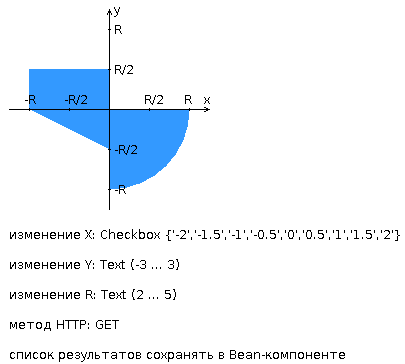 y
R
R/2
-R -R/2 R/2 R x
-R/2
-R
изменение X: Checkbox {'-2','-1.5','-1','-0.5','0','0.5','1','1.5','2'}
изменение Y: Text (-3 ... 3)
изменение R: Text (2 ... 5)
метод HTTP: GET
список результатов сохранять в Bean-компоненте